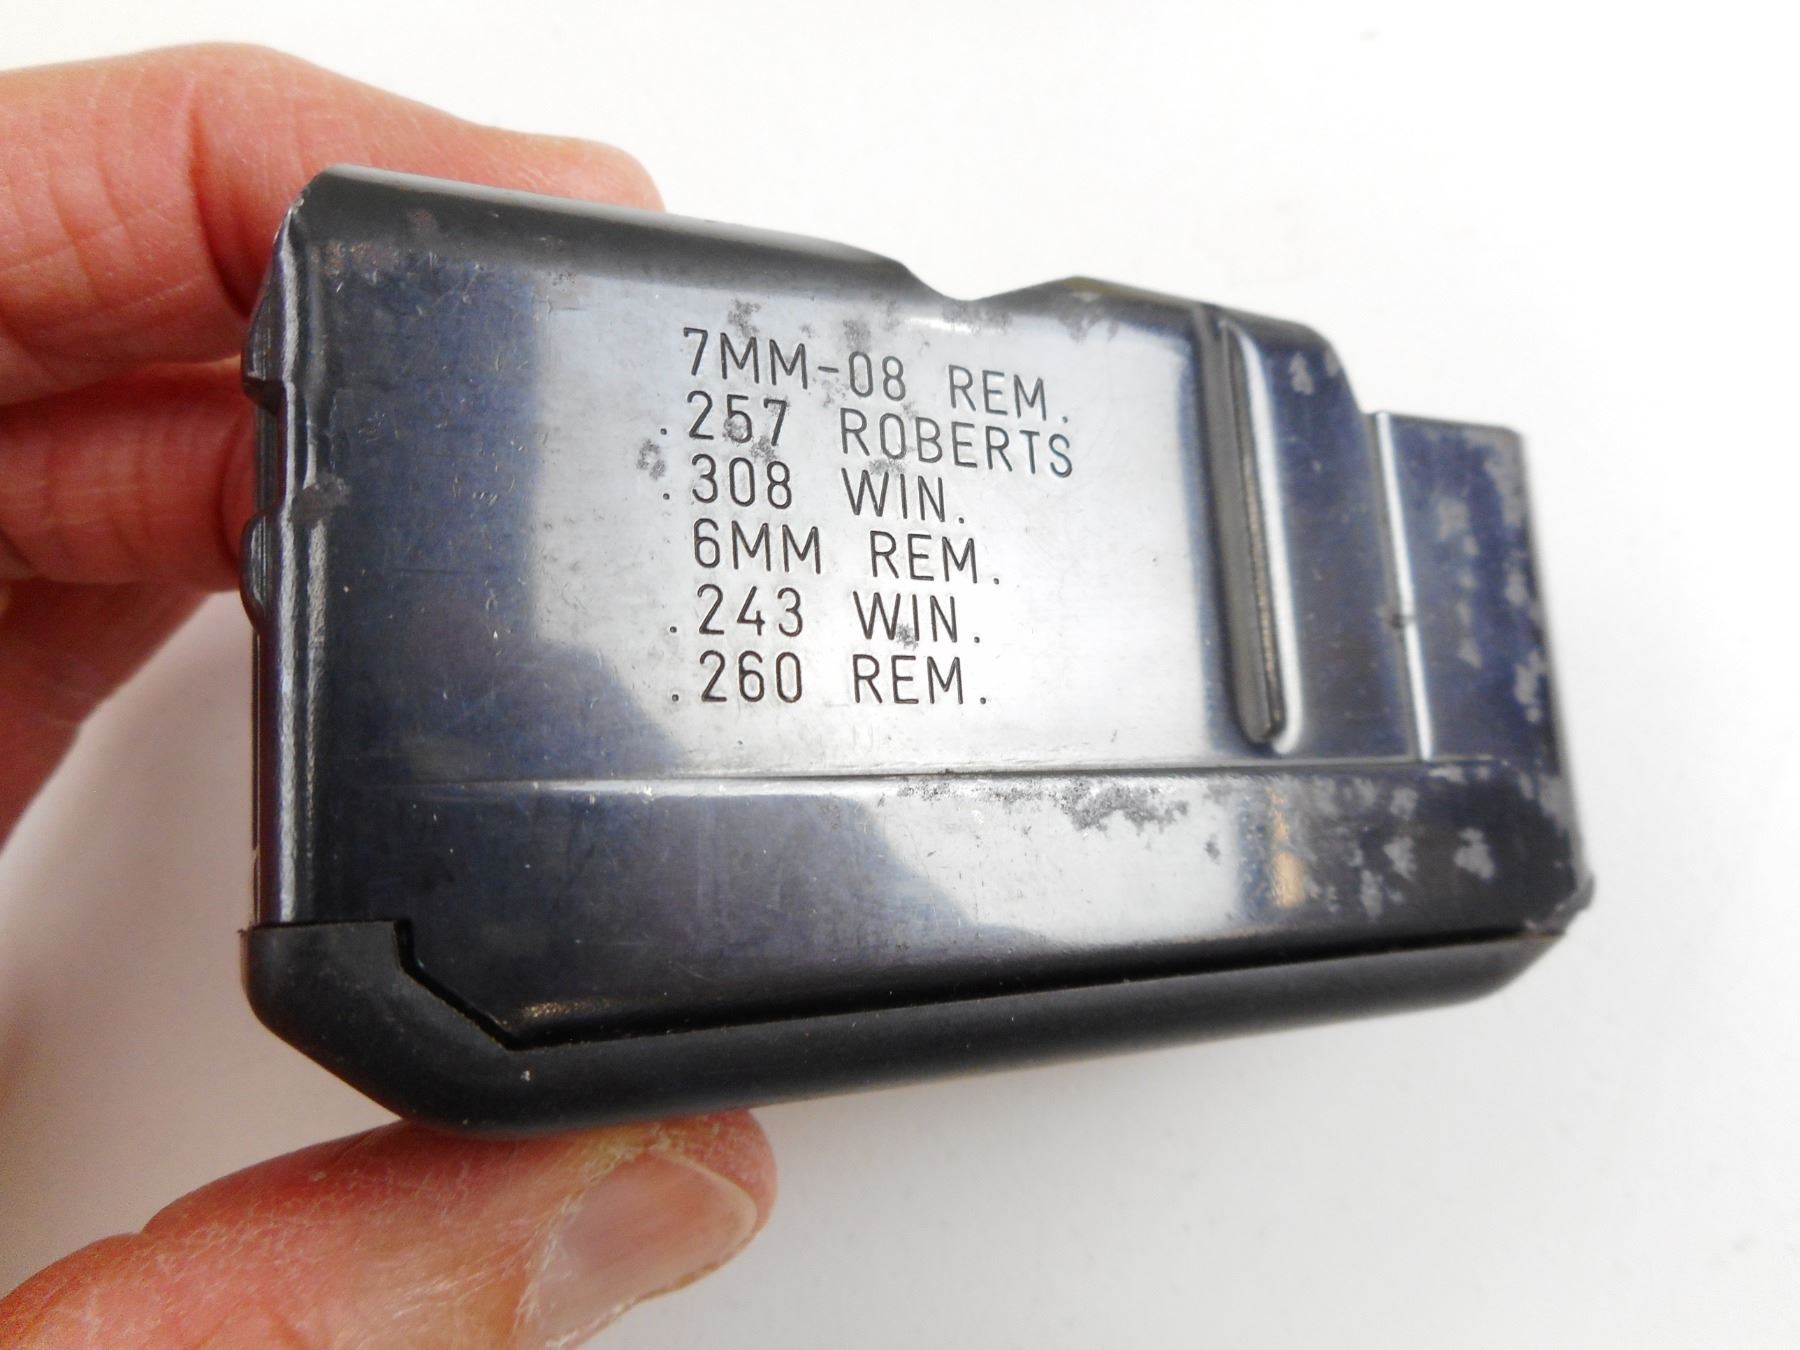 7MM-08 REM.
.257 ROBERTS
.308 WIN.
6MM REM.
.243 WIN.
.260 REM.